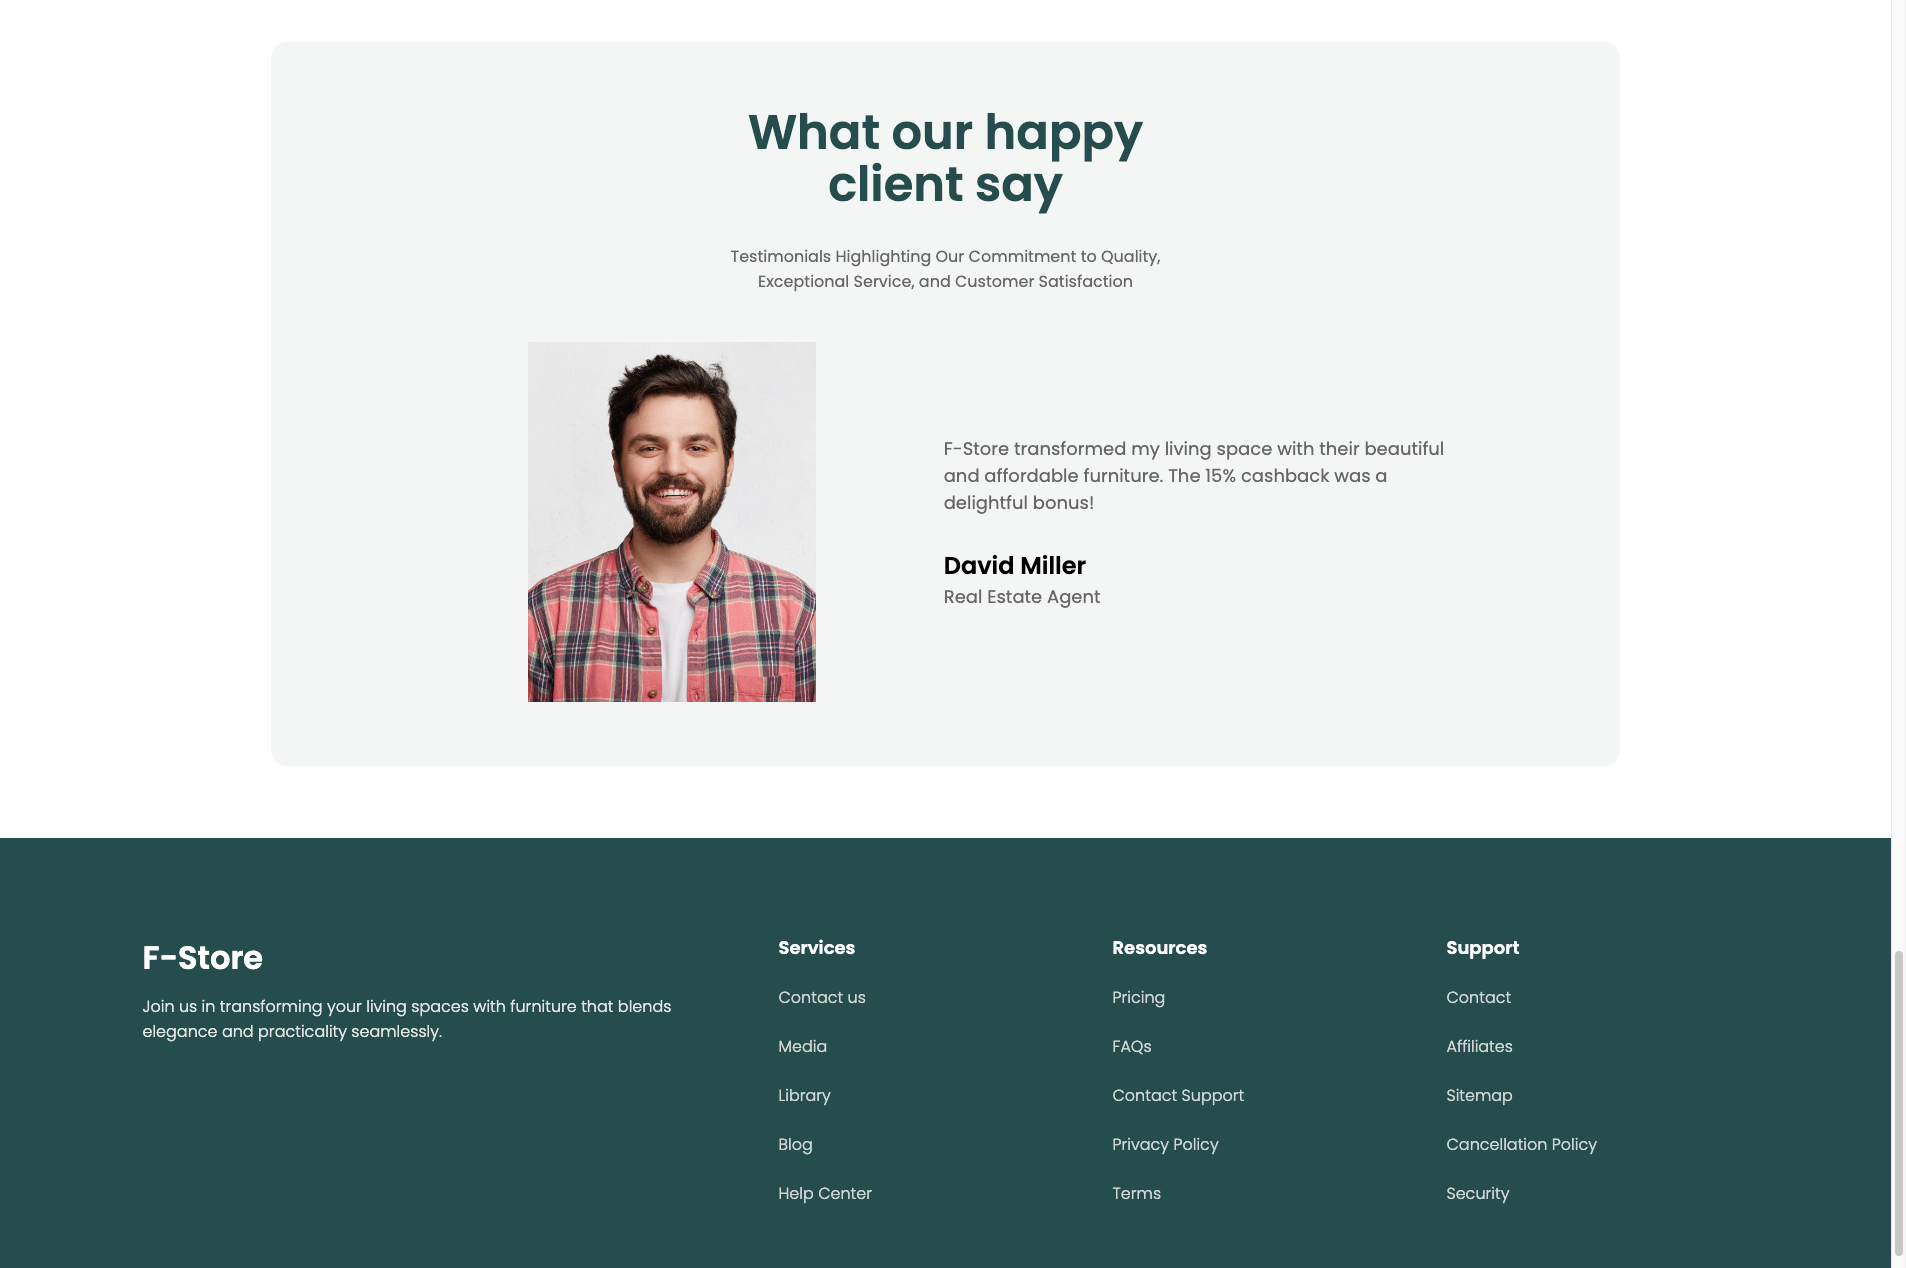 What our happy
client say
Testimonials Highlighting Our Commitment to Quality,
Exceptional Service, and Customer Satisfaction
F-Store transformed my living space with their beautiful
and affordable furniture. The 15% cashback was a
delightful bonus!
David Miller
Real Estate Agent
F-Store
Join us in transforming your living spaces with furniture that blends
elegance and practicality seamlessly.
Services
Contact us
Media
Library
Blog
Help Center
Resources
Pricing
FAQs
Contact Support
Privacy Policy
Terms
Support
Contact
Affiliates
Sitemap
Cancellation Policy
Security